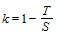 k = 1 − T/S